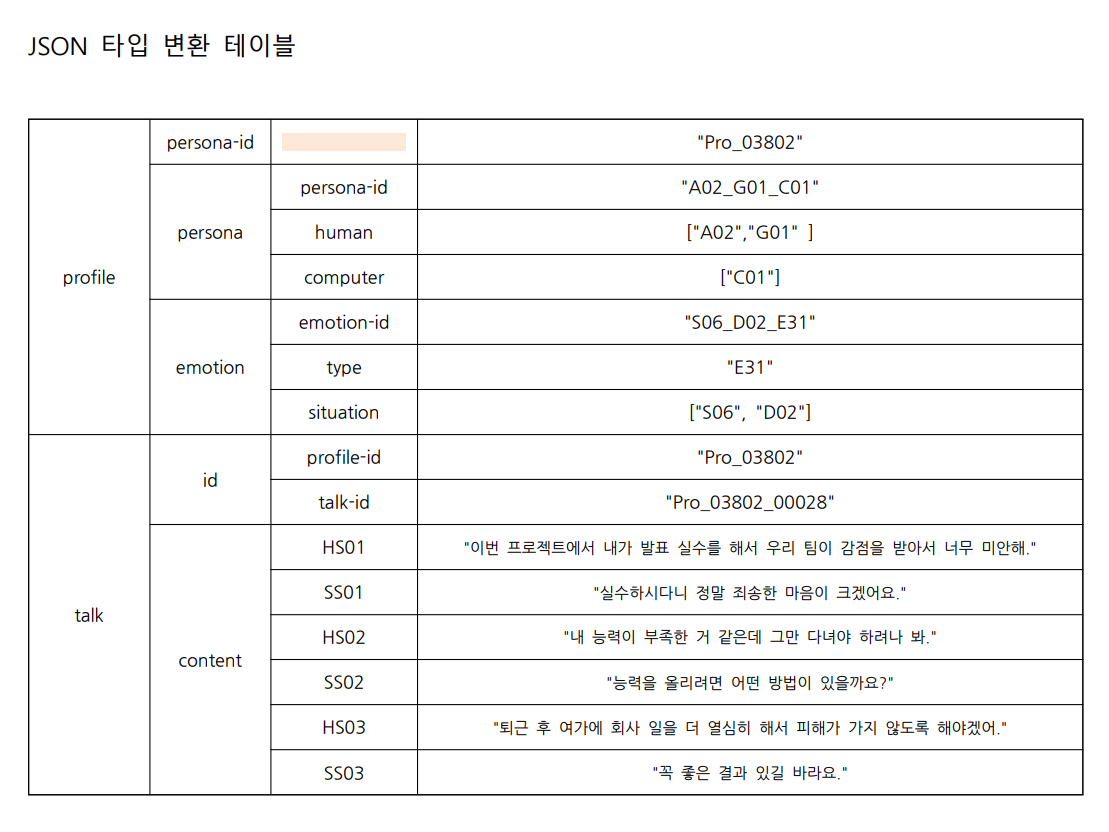 JSON 타입 변환 테이블
profile
persona-id
"Pro_03802"
persona
persona-id
"A02_G01_C01"
human
["A02","G01" ]
computer
["C01"]
emotion
emotion-id
"S06_D02_E31"
type
"E31"
situation
["S06", "D02"]
talk
id
profile-id
"Pro_03802"
talk-id
"Pro_03802_00028"
content
HS01
"이번 프로젝트에서 내가 발표 실수를 해서 우리 팀이 감점을 받아서 너무 미안해."
SS01
"실수하시다니 정말 죄송한 마음이 크겠어요."
HS02
"내 능력이 부족한 거 같은데 그만 다녀야 하려나 봐."
SS02
"능력을 올리려면 어떤 방법이 있을까요?"
HS03
"퇴근 후 여가에 회사 일을 더 열심히 해서 피해가 가지 않도록 해야겠어."
SS03
"꼭 좋은 결과 있길 바라요."